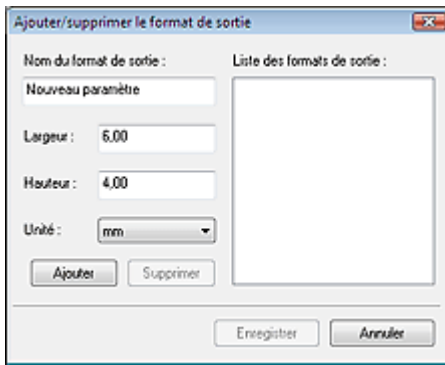 Ajouter/supprimer le format de sortie
Nom du format de sortie :
Liste des formats de sortie :
Nouveau paramètre
Largeur :
6,00
Hauteur :
4,00
Unité :
mm
Ajouter
Supprimer
Enregistrer
Annuler